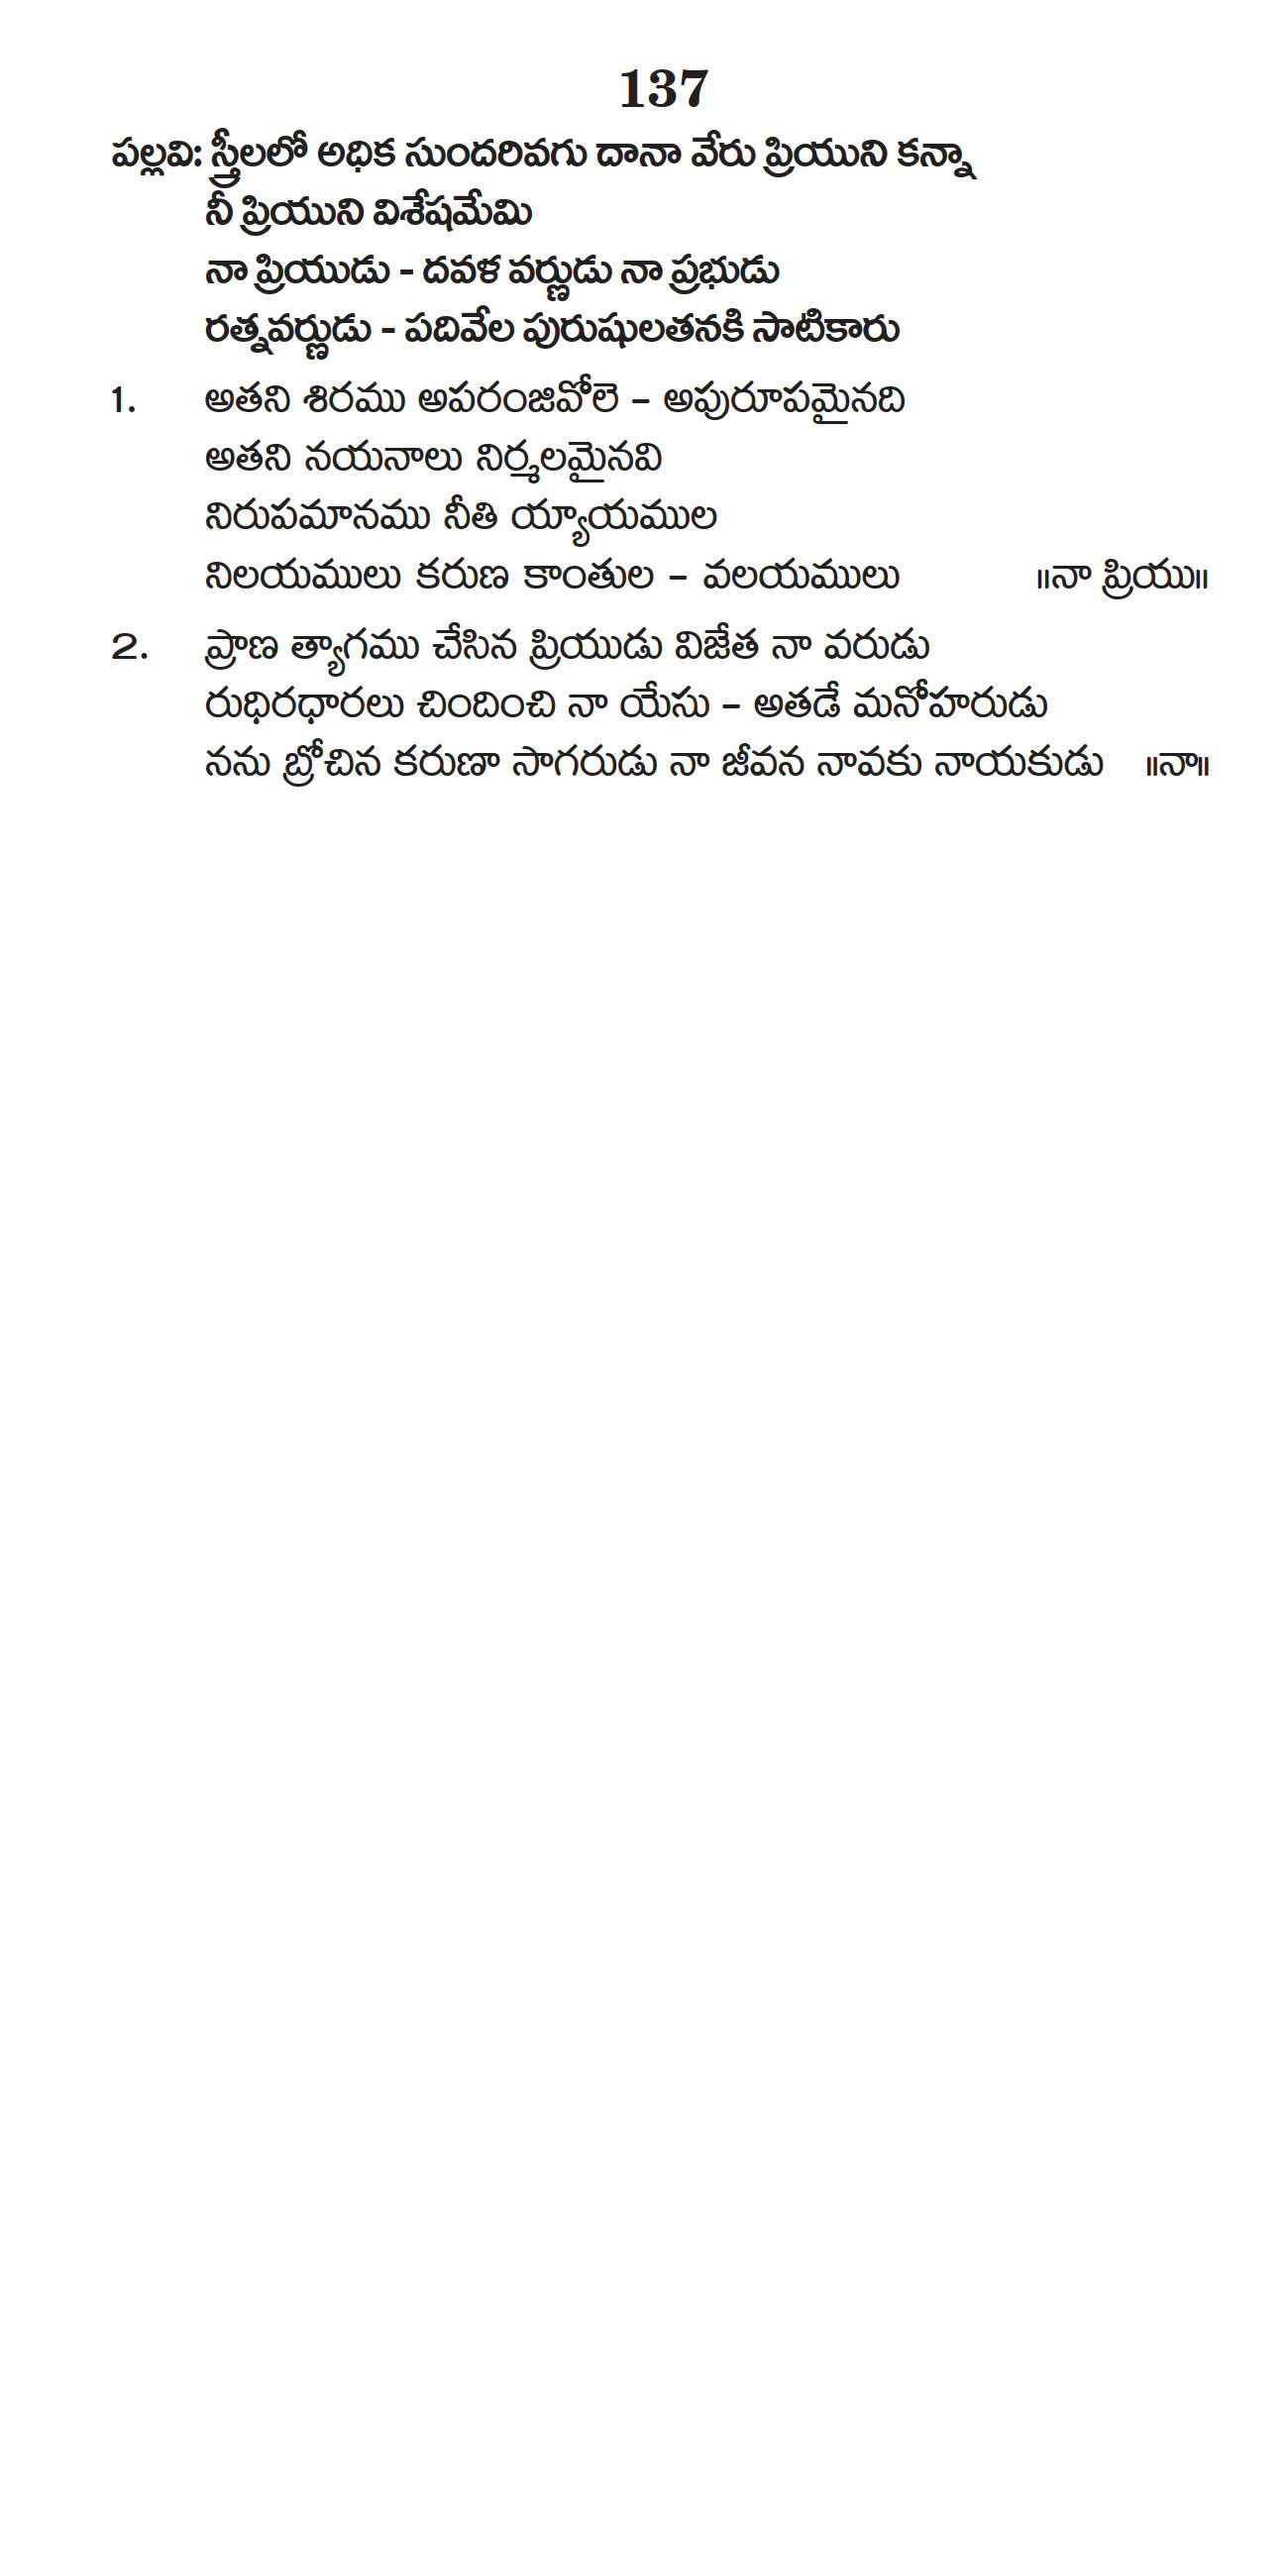 137
పల్లవి: స్త్రీలలో అధిక సుందరివగు దానా వేరు ప్రియుని కన్నా
నీ ప్రియుని విశేషమేమి
నా ప్రియుడు - దవళ వర్ణుడు నా ప్రభుడు
రత్నవర్ణుడు - పదివేల పురుషులతనకి సాటికారు
1. అతని శిరము అపరంజివోలె – అపురూపమైనది
అతని నయనాలు నిర్మలమైనవి
నిరుపమానము నీతి య్యాయముల
నిలయములు కరుణ కాంతుల – వలయములు ॥నా ప్రియు॥
2. ప్రాణ త్యాగము చేసిన ప్రియుడు విజేత నా వరుడు
రుధిరధారలు చిందించి నా యేసు – అతడే మనోహరుడు
నను బ్రోచిన కరుణా సాగరుడు నా జీవన నావకు నాయకుడు ॥నా॥